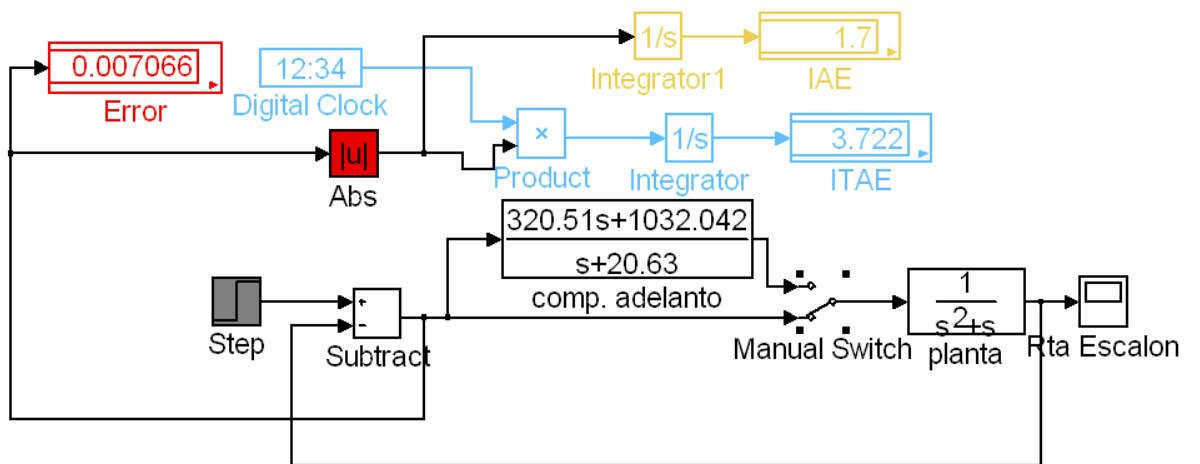 1/s
1.7
Integrator1
IAE
0.007066
Error
12:34
Digital Clock
|u|
Abs
×
Product
1/s
Integrator
3.722
ITAE
320.51s+1032.042
s+20.63
comp. adelanto
Step
+
−
Subtract
Manual Switch
1
s2+s
planta
Rta Escalon